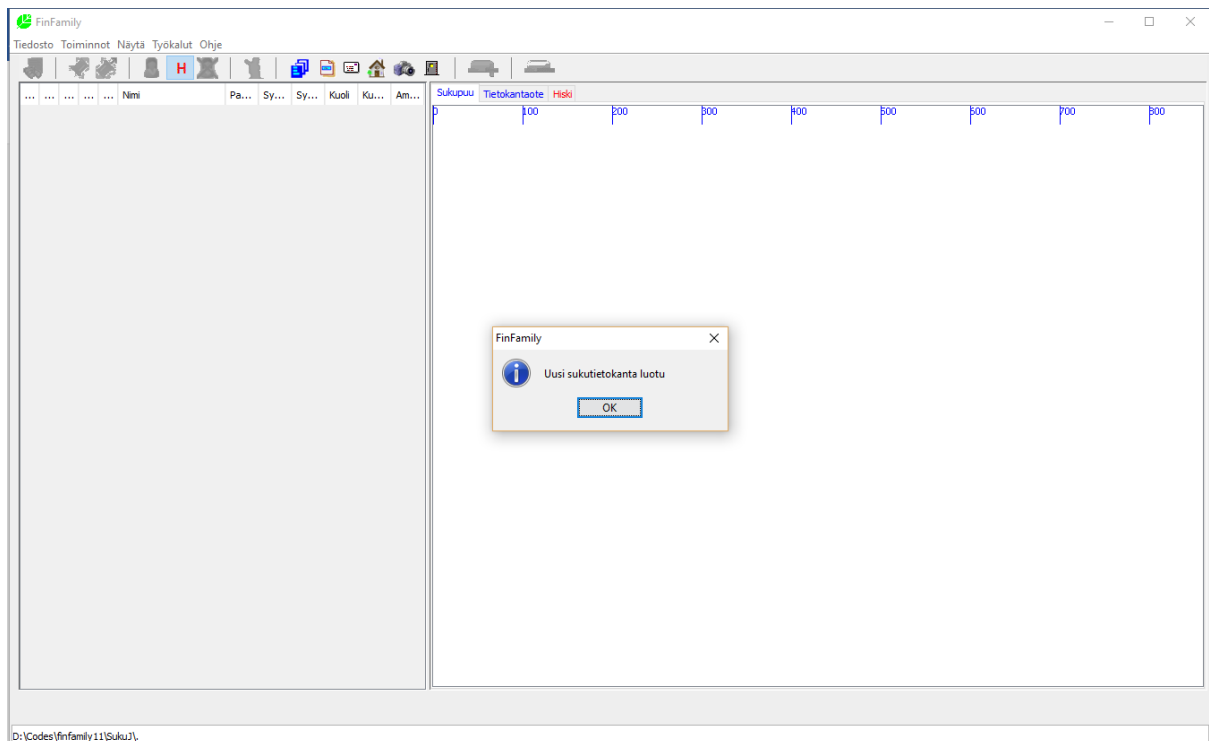 FinFamily
Tiedosto Toiminnot Näytä Työkalut Ohje
H
... ... ... ... ... Nimi Pa... Sy... Sy... Kuoli Ku... Am...
Sukupuu Tietokantaote Hiski
0 100 200 300 400 500 600 700 800
FinFamily
Uusi sukutietokanta luotu
OK
D:\Codes\finfamily11\SukuJ\.